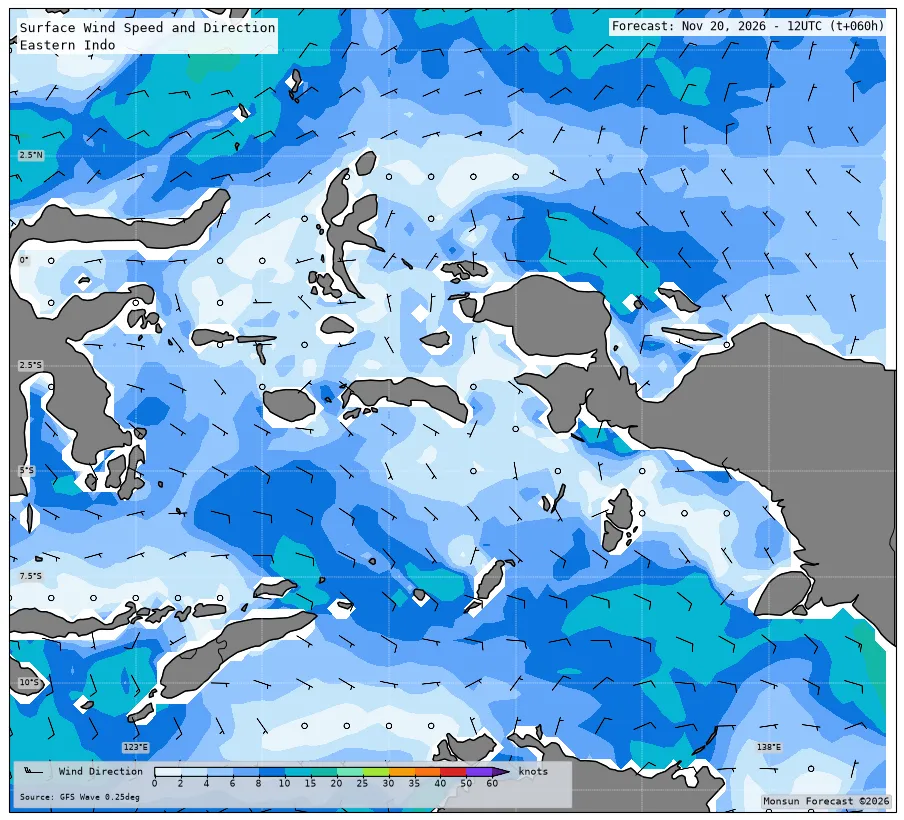 Surface Wind Speed and Direction
Eastern Indo
Forecast: Nov 20, 2026 - 12UTC (t+060h)
2.5°N
0°
2.5°S
5°S
7.5°S
10°S
123°E
138°E
Wind Direction
0 2 4 6 8 10 15 20 25 30 35 40 45 50 60
knots
Source: GFS Wave 0.25deg
Monsun Forecast ©2026